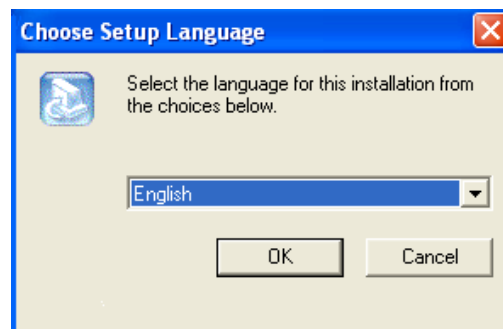 Choose Setup Language
Select the language for this installation from
the choices below.
English
OK
Cancel